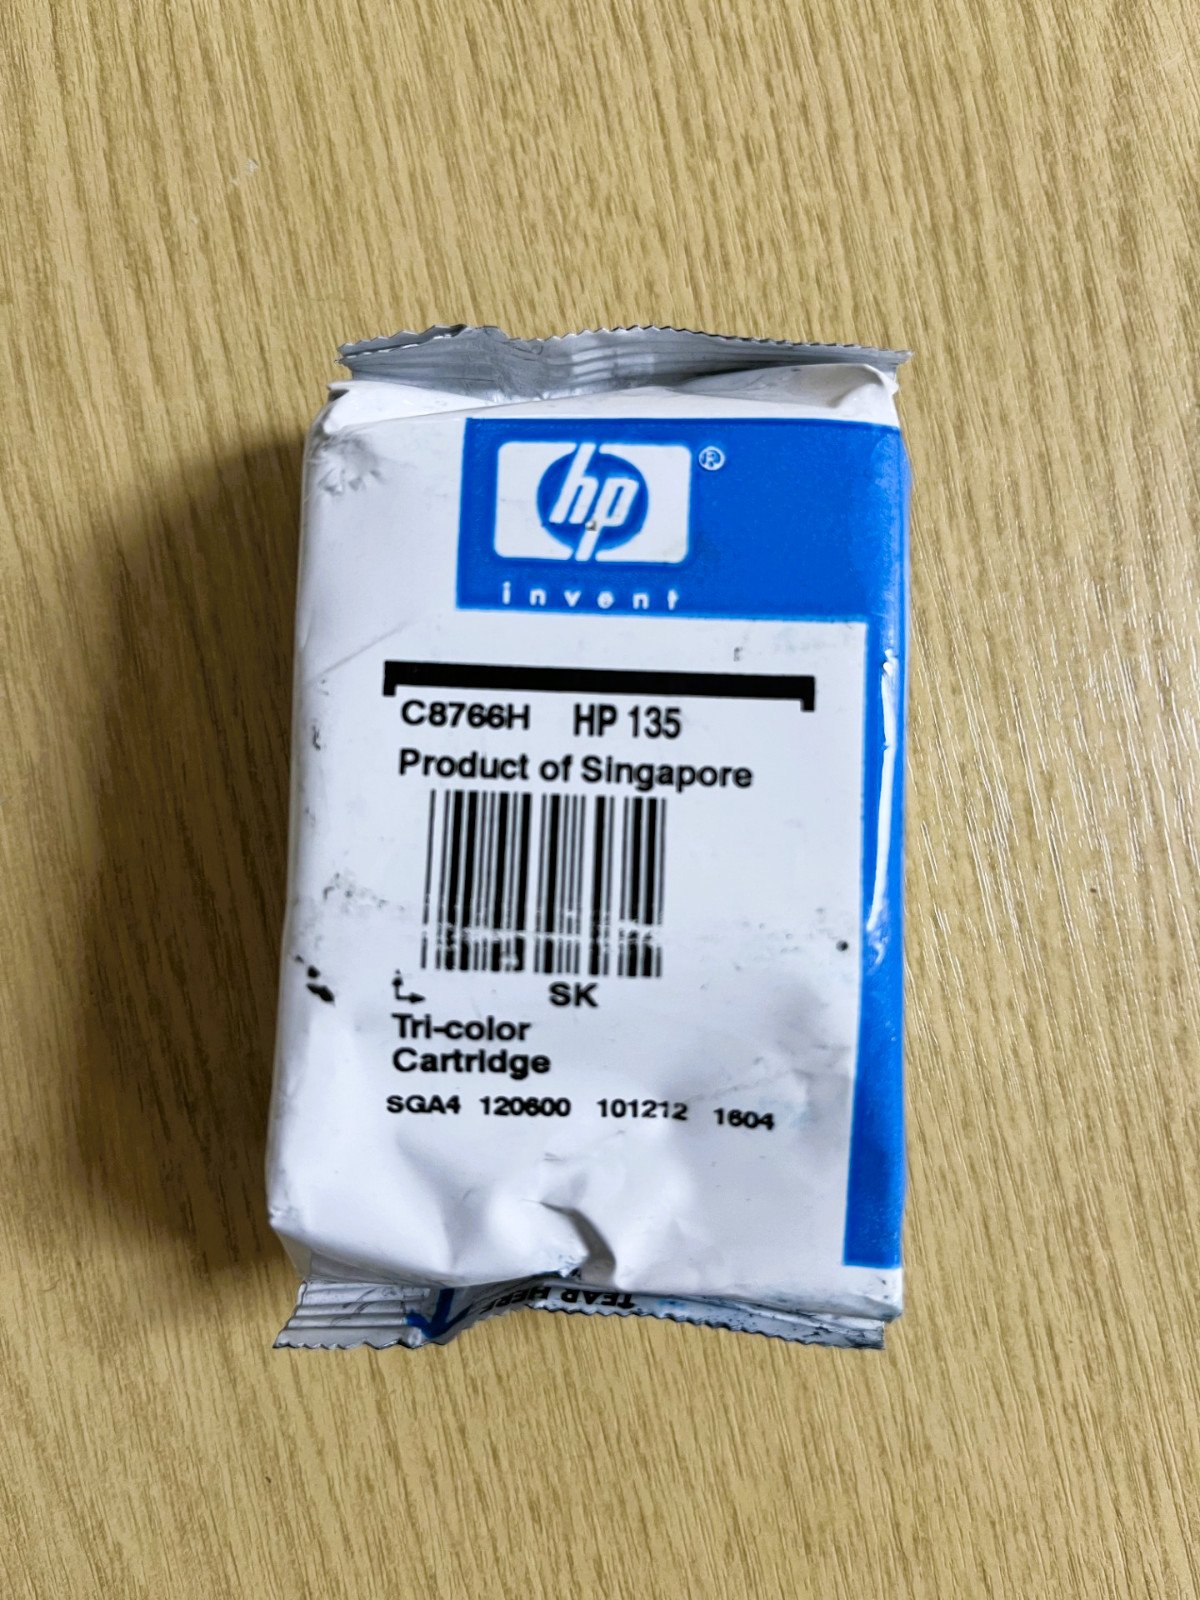 hp ®
invent
C8766H HP 135
Product of Singapore
SK
Tri-color
Cartridge
SGA4 120600 101212 1604
TEAR HERE